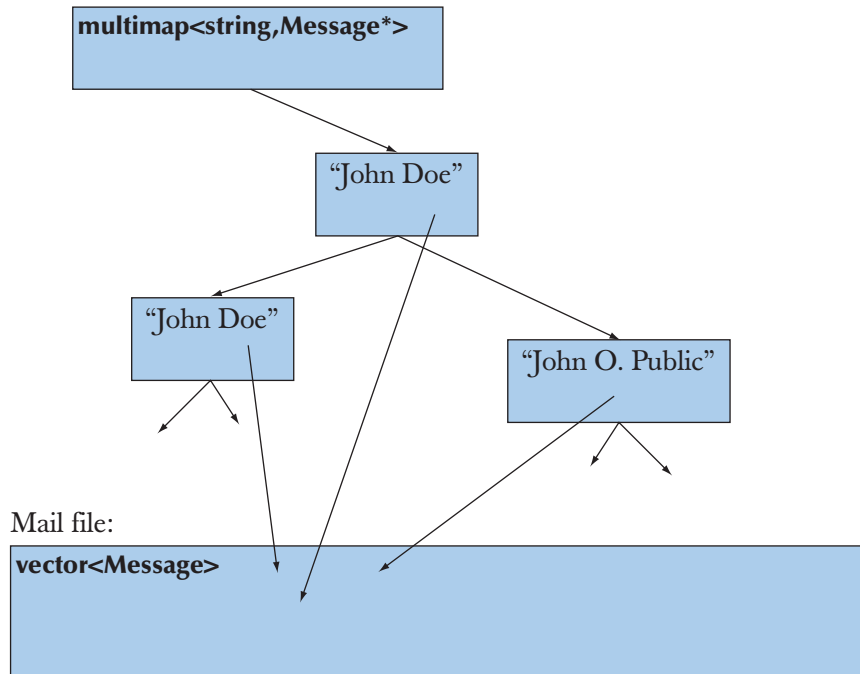 multimap<string,Message*>
“John Doe”
“John Doe”
“John O. Public”
Mail file:
vector<Message>